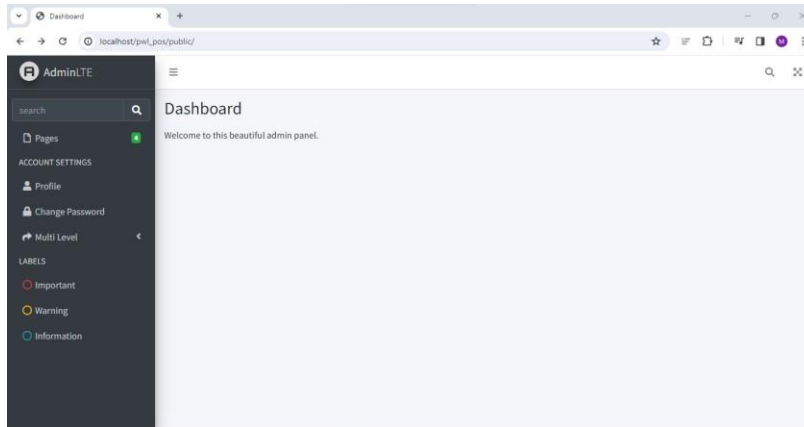 Dashboard
localhost/pwl_pos/public/
M
AdminLTE
search
Pages
4
Dashboard
Welcome to this beautiful admin panel.
ACCOUNT SETTINGS
Profile
Change Password
Multi Level
LABELS
Important
Warning
Information